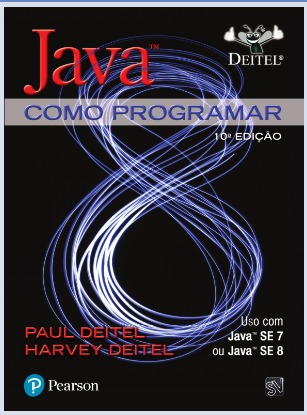 Java™
DEITEL®
COMO PROGRAMAR
10ª EDIÇÃO
8
PAUL DEITEL
HARVEY DEITEL
Uso com
Java™ SE 7
ou Java™ SE 8
Pearson